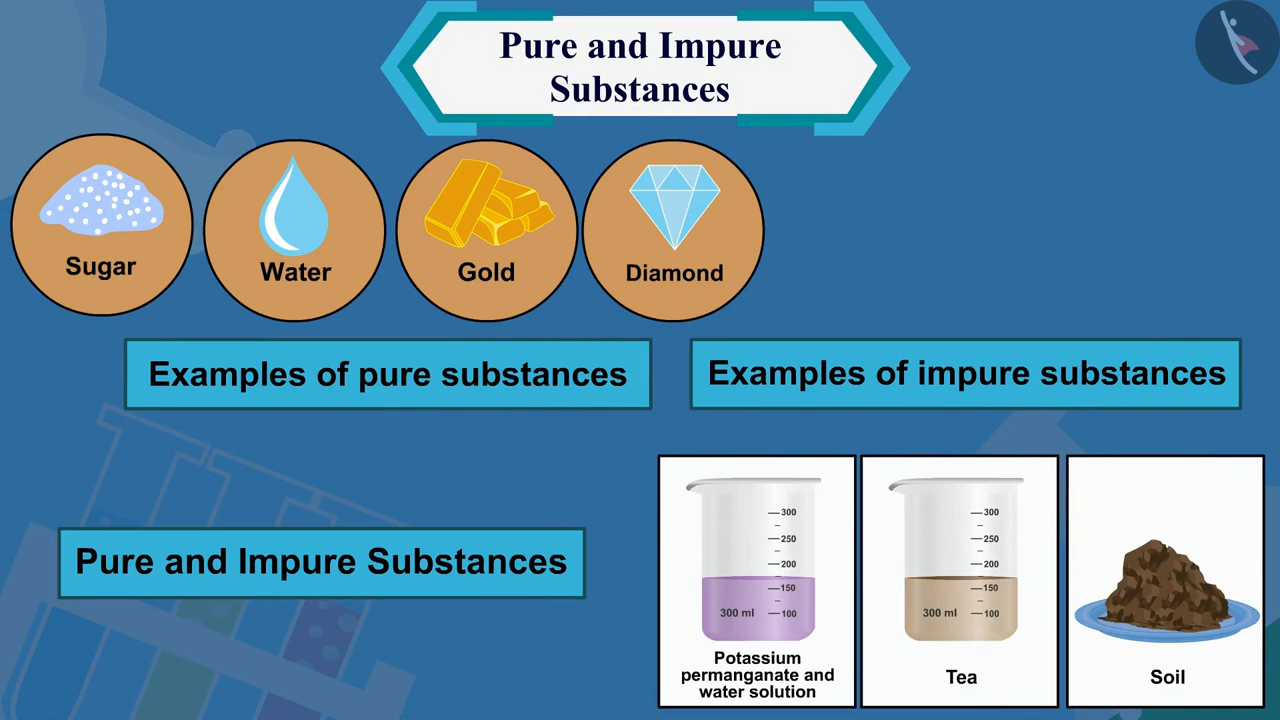 Pure and Impure
Substances
Sugar
Water
Gold
Diamond
Examples of pure substances
Examples of impure substances
Pure and Impure Substances
300
250
200
150
300 ml
100
Potassium
permanganate and
water solution
300
250
200
150
300 ml
100
Tea
Soil